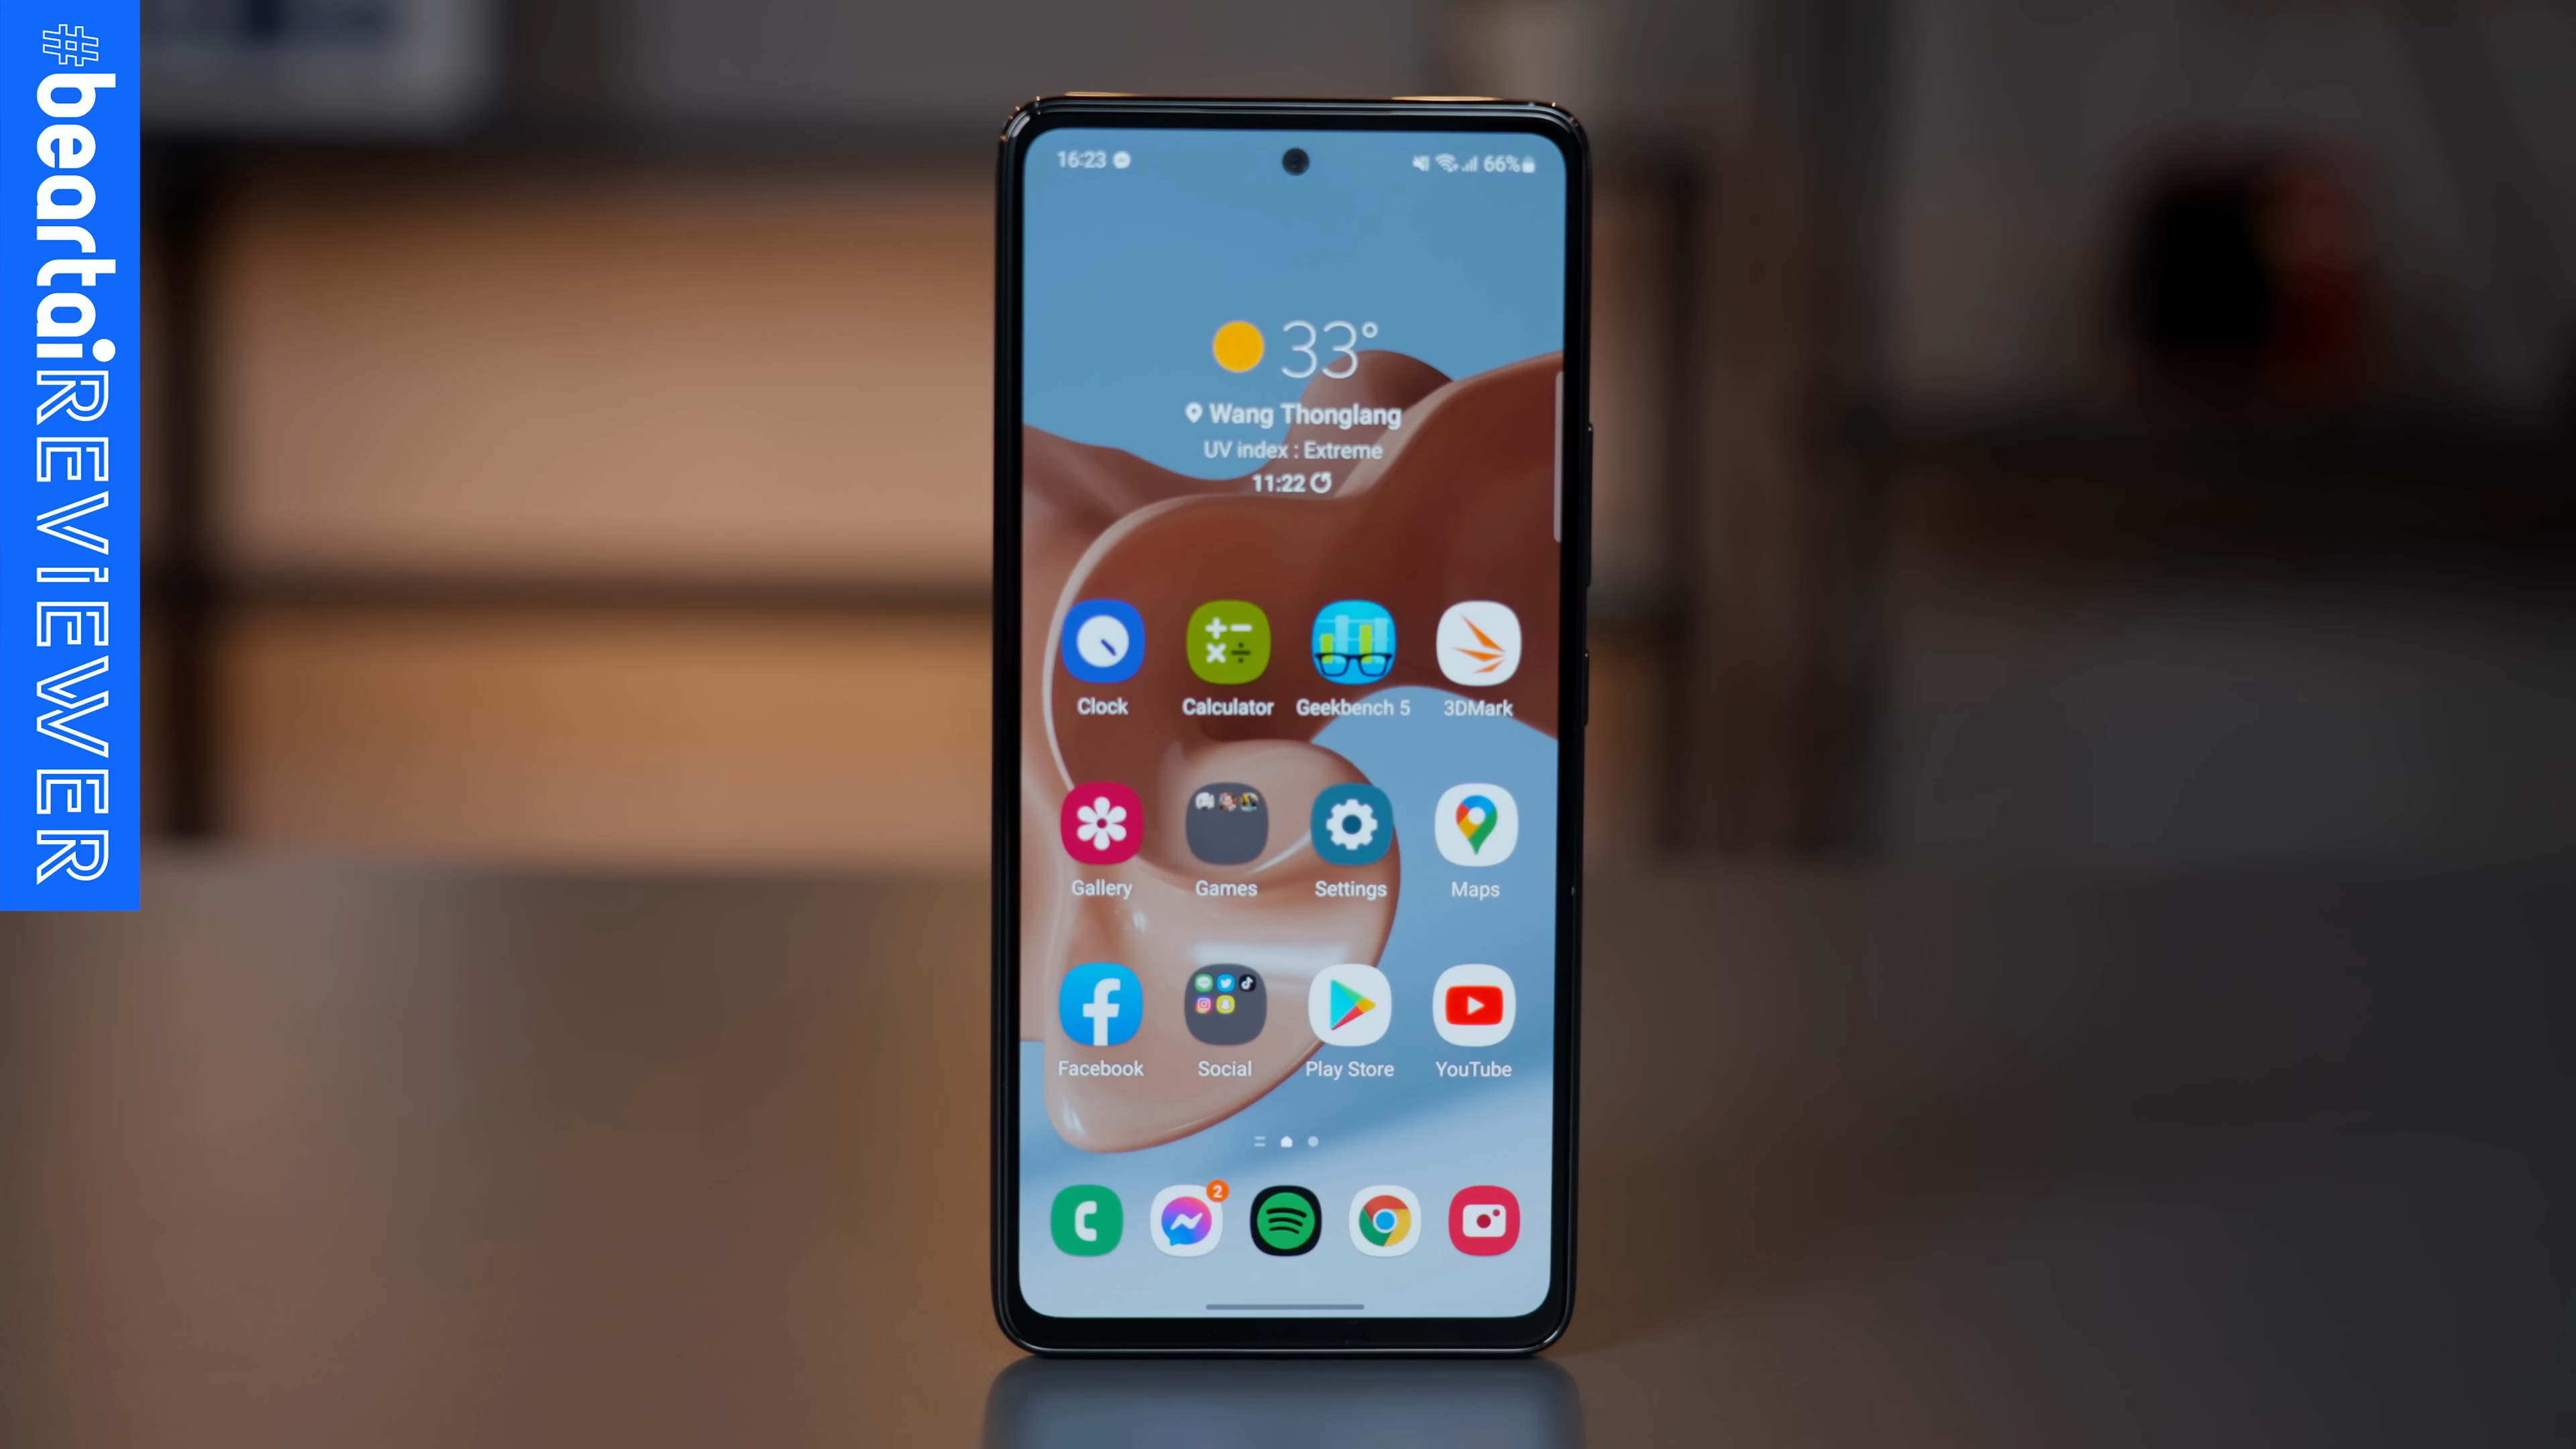 #beartaiREVIEWER
16:23
66%
33°
Wang Thonglang
UV index : Extreme
11:22
Clock
Calculator
Geekbench 5
3DMark
Gallery
Games
Settings
Maps
Facebook
Social
Play Store
YouTube
2